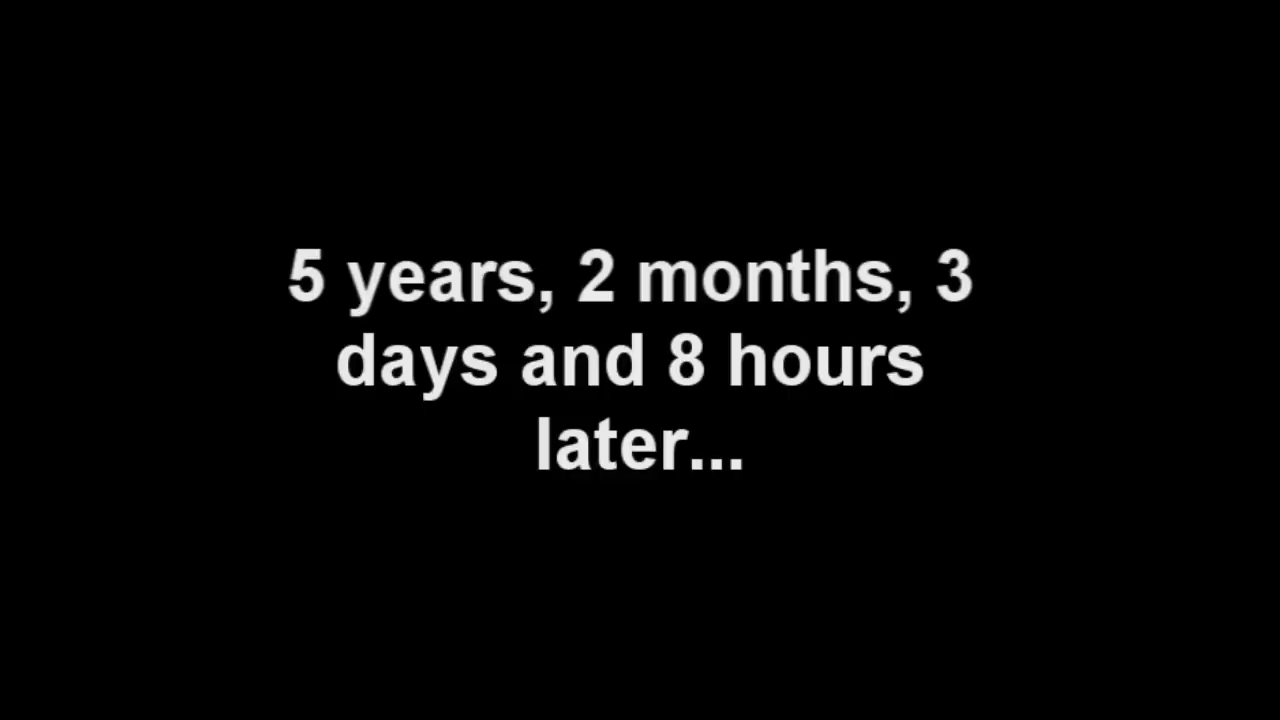 5 years, 2 months, 3
days and 8 hours
later...